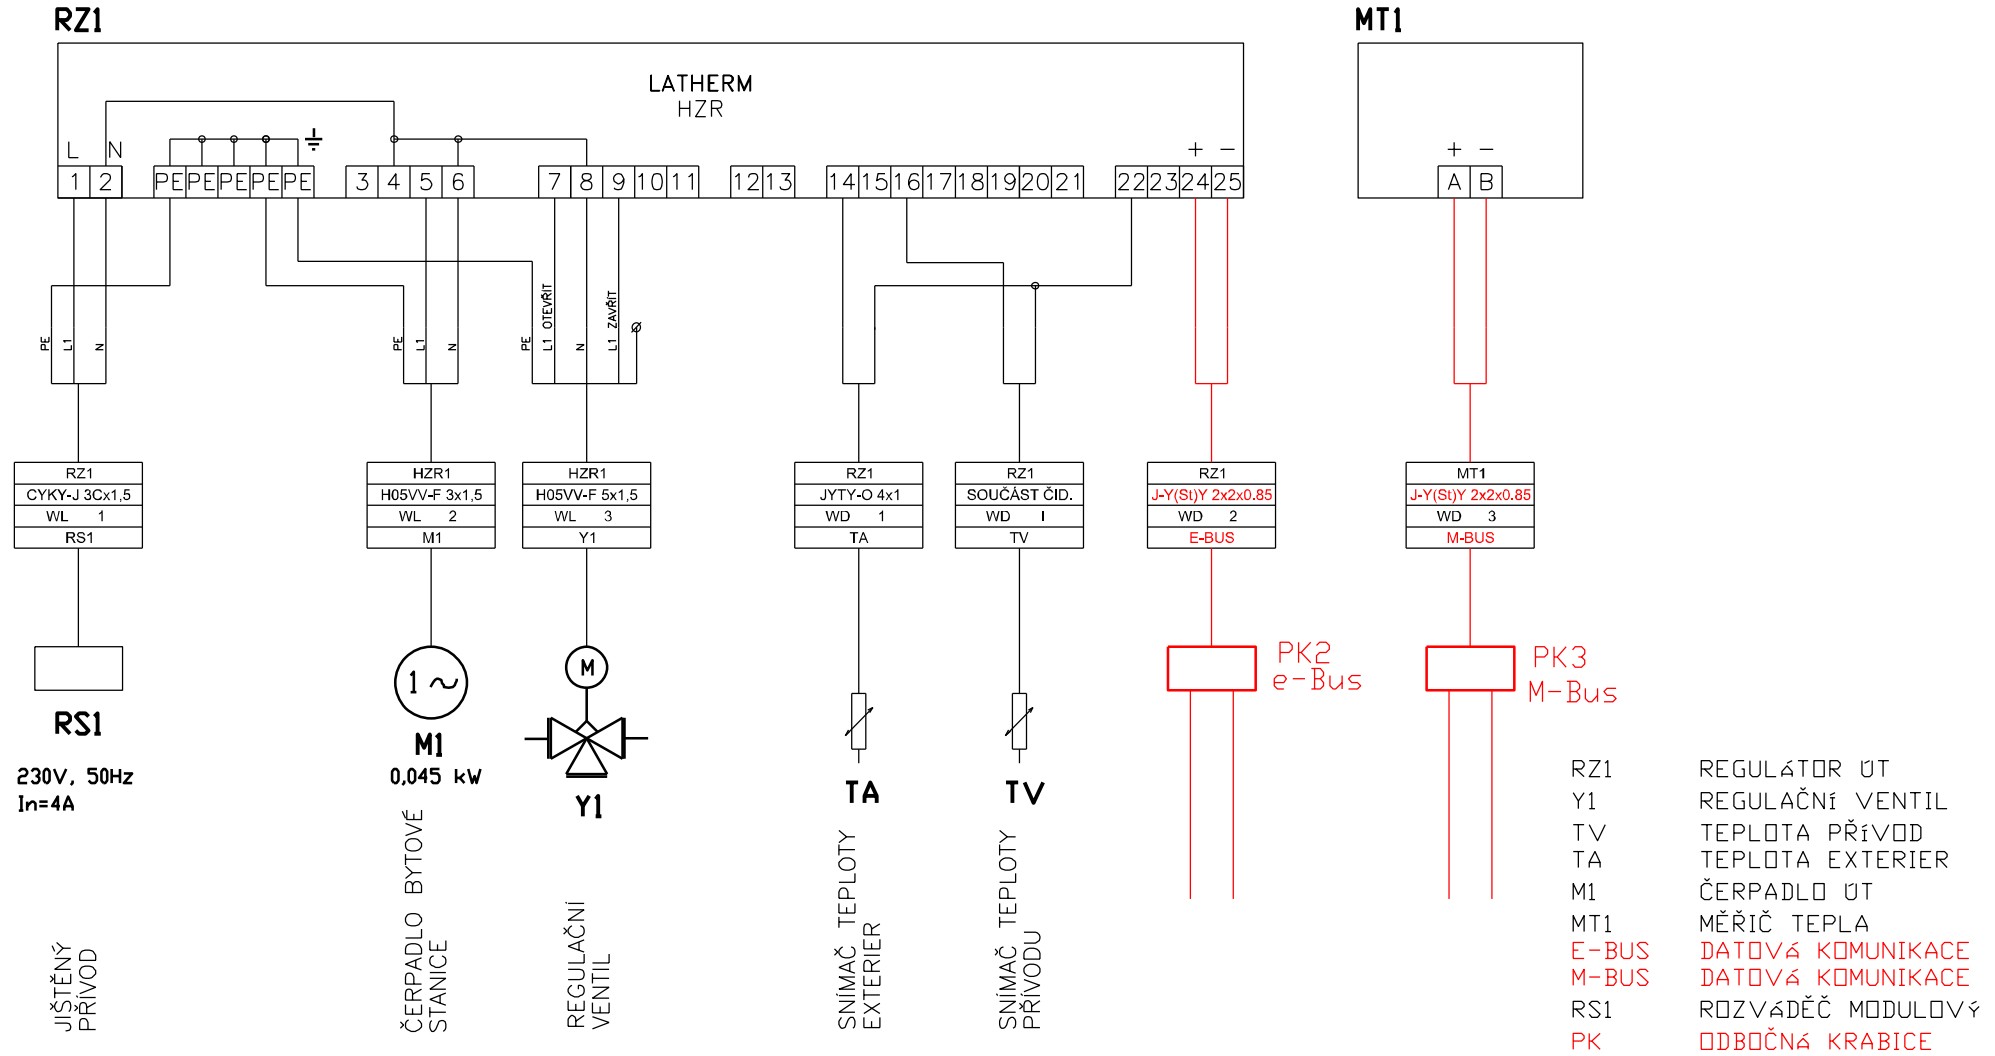 RZ1
MT1
LATHERM
HZR
L N
+ −
+ −
1 2 PE PE PE PE PE 3 4 5 6 7 8 9 10 11 12 13 14 15 16 17 18 19 20 21 22 23 24 25
A B
PE
L1
N
PE
L1
N
PE
L1 OTEVŘÍT
N
L1 ZAVŘÍT
RZ1
CYKY-J 3Cx1,5
WL 1
RS1
HZR1
H05VV-F 3x1,5
WL 2
M1
HZR1
H05VV-F 5x1,5
WL 3
Y1
RZ1
JYTY-O 4x1
WD 1
TA
RZ1
SOUČÁST ČID.
WD I
TV
RZ1
J-Y(St)Y 2x2x0.85
WD 2
E-BUS
MT1
J-Y(St)Y 2x2x0.85
WD 3
M-BUS
RS1
230V, 50Hz
In=4A
1 ~
M1
0,045 kW
M
Y1
TA
TV
PK2
e-Bus
PK3
M-Bus
JIŠTĚNÝ
PŘÍVOD
ČERPADLO BYTOVÉ
STANICE
REGULAČNÍ
VENTIL
SNÍMAČ TEPLOTY
EXTERIER
SNÍMAČ TEPLOTY
PŘÍVODU
RZ1 REGULÁTOR ÚT
Y1 REGULAČNÍ VENTIL
TV TEPLOTA PŘÍVOD
TA TEPLOTA EXTERIER
M1 ČERPADLO ÚT
MT1 MĚŘIČ TEPLA
E-BUS DATOVÁ KOMUNIKACE
M-BUS DATOVÁ KOMUNIKACE
RS1 ROZVÁDĚČ MODULOVÝ
PK ODBOČNÁ KRABICE